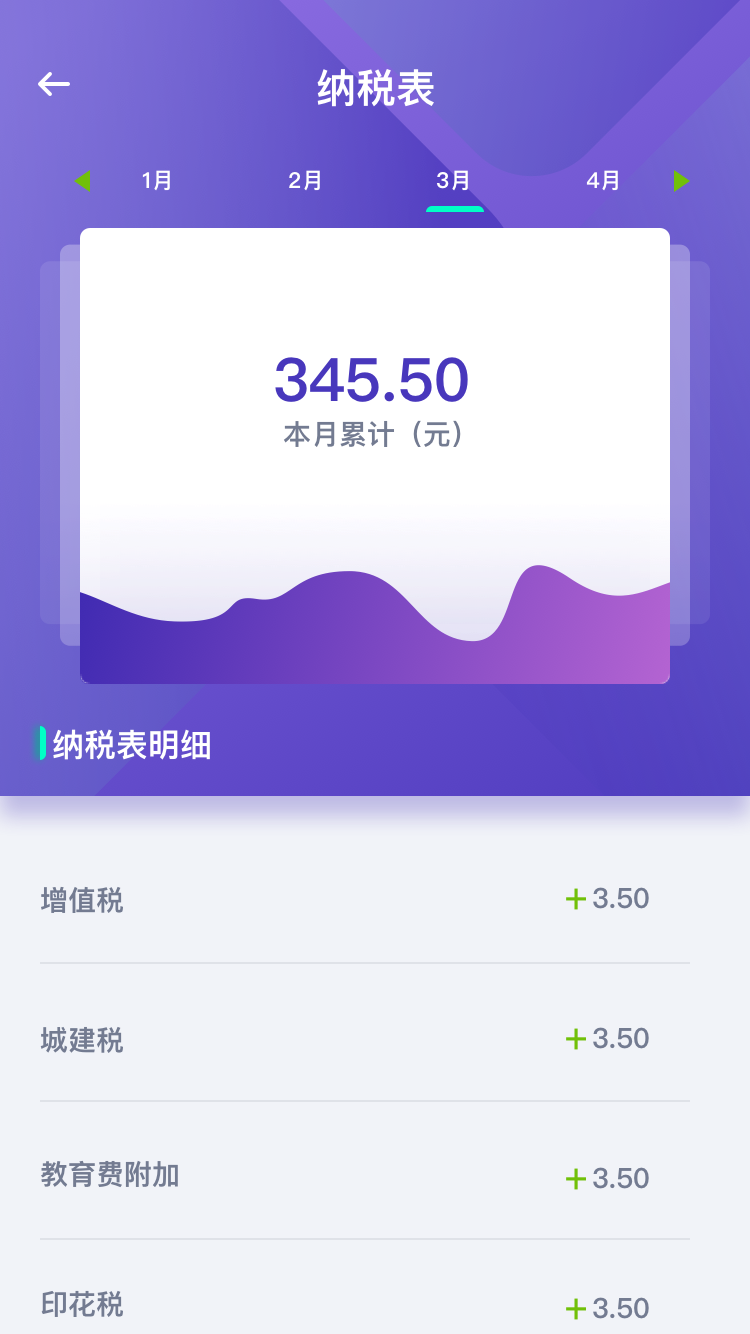 纳税表
1月 2月 3月 4月
345.50
本月累计（元）
纳税表明细
增值税 +3.50
城建税 +3.50
教育费附加 +3.50
印花税 +3.50